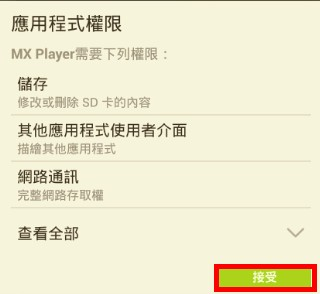 應用程式權限
MX Player需要下列權限：
儲存
修改或刪除 SD 卡的內容
其他應用程式使用者介面
描繪其他應用程式
網路通訊
完整網路存取權
查看全部
接受